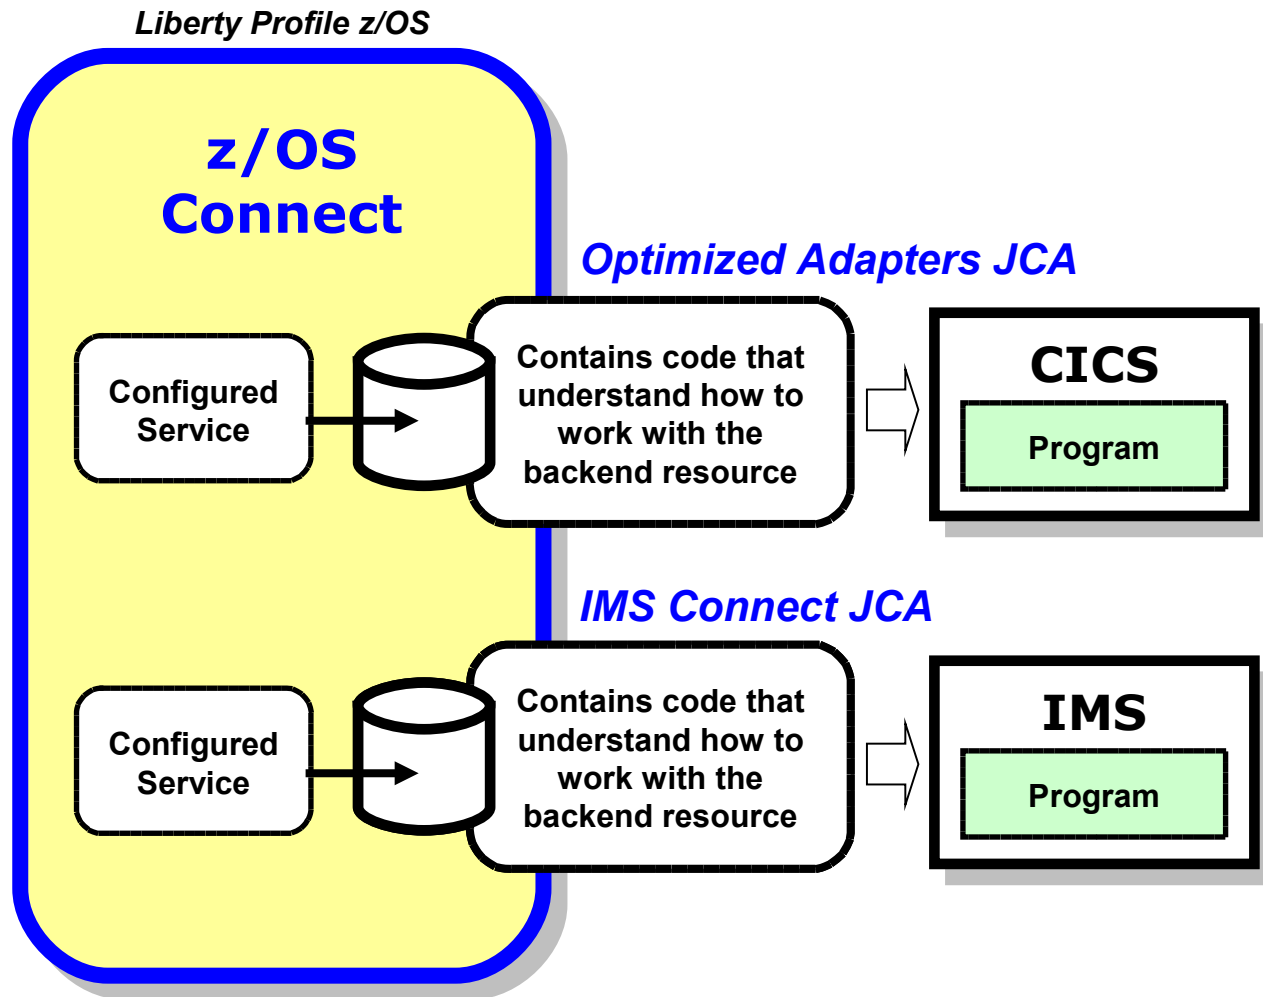 Liberty Profile z/OS
z/OS
Connect
Optimized Adapters JCA
Configured
Service
Contains code that
understand how to
work with the
backend resource
CICS
Program
IMS Connect JCA
Configured
Service
Contains code that
understand how to
work with the
backend resource
IMS
Program